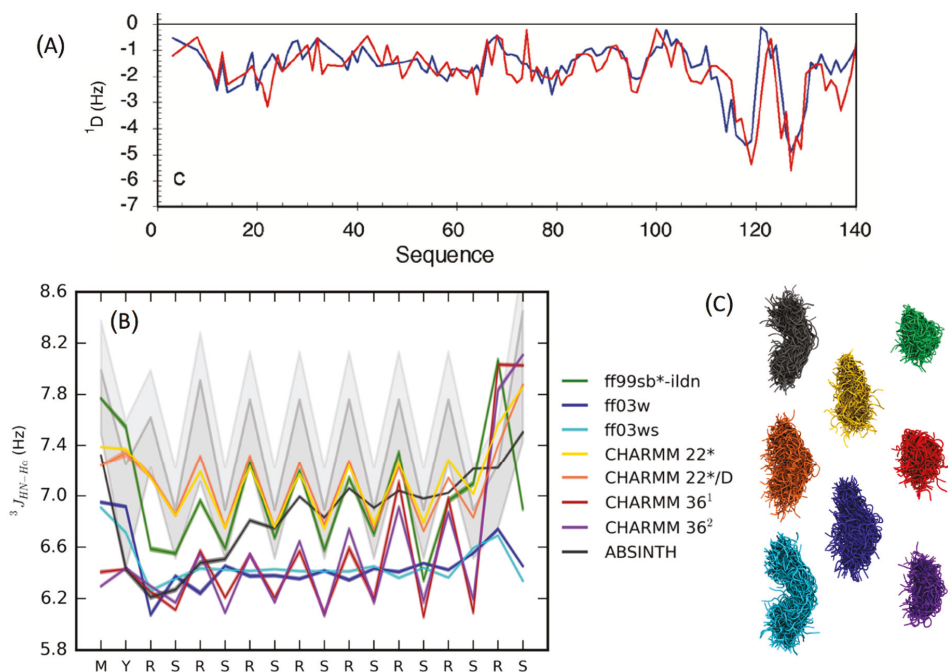 (A)
0
-1
-2
-3
-4
-5
-6
-7
¹D (Hz)
C
0 20 40 60 80 100 120 140
Sequence
(B)
8.6
8.2
7.8
7.4
7.0
6.6
6.2
5.8
³J_HN−Hα (Hz)
M Y R S R S R S R S R S R S R S R S
ff99sb*-ildn
ff03w
ff03ws
CHARMM 22*
CHARMM 22*/D
CHARMM 36¹
CHARMM 36²
ABSINTH
(C)